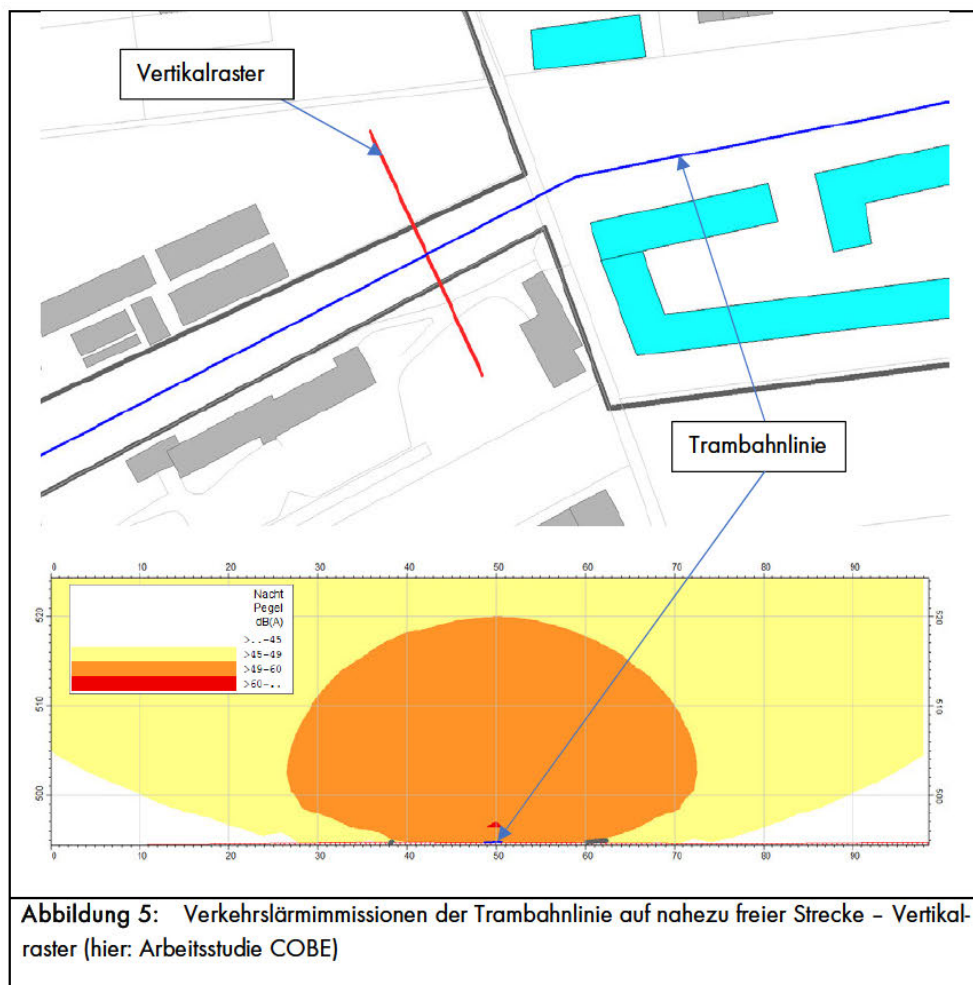 Vertikalraster
Trambahnlinie
0 10 20 30 40 50 60 70 80 90
Nacht
Pegel
dB(A)
>..-45
>45-49
>49-60
>60-..
520 520
510 510
500 500
0 10 20 30 40 50 60 70 80 90
Abbildung 5: Verkehrslärmimmissionen der Trambahnlinie auf nahezu freier Strecke – Vertikal-
raster (hier: Arbeitsstudie COBE)